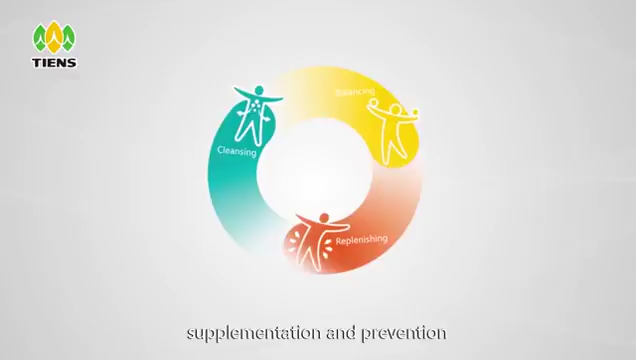 TIENS
Balancing
Cleansing
Replenishing
supplementation and prevention